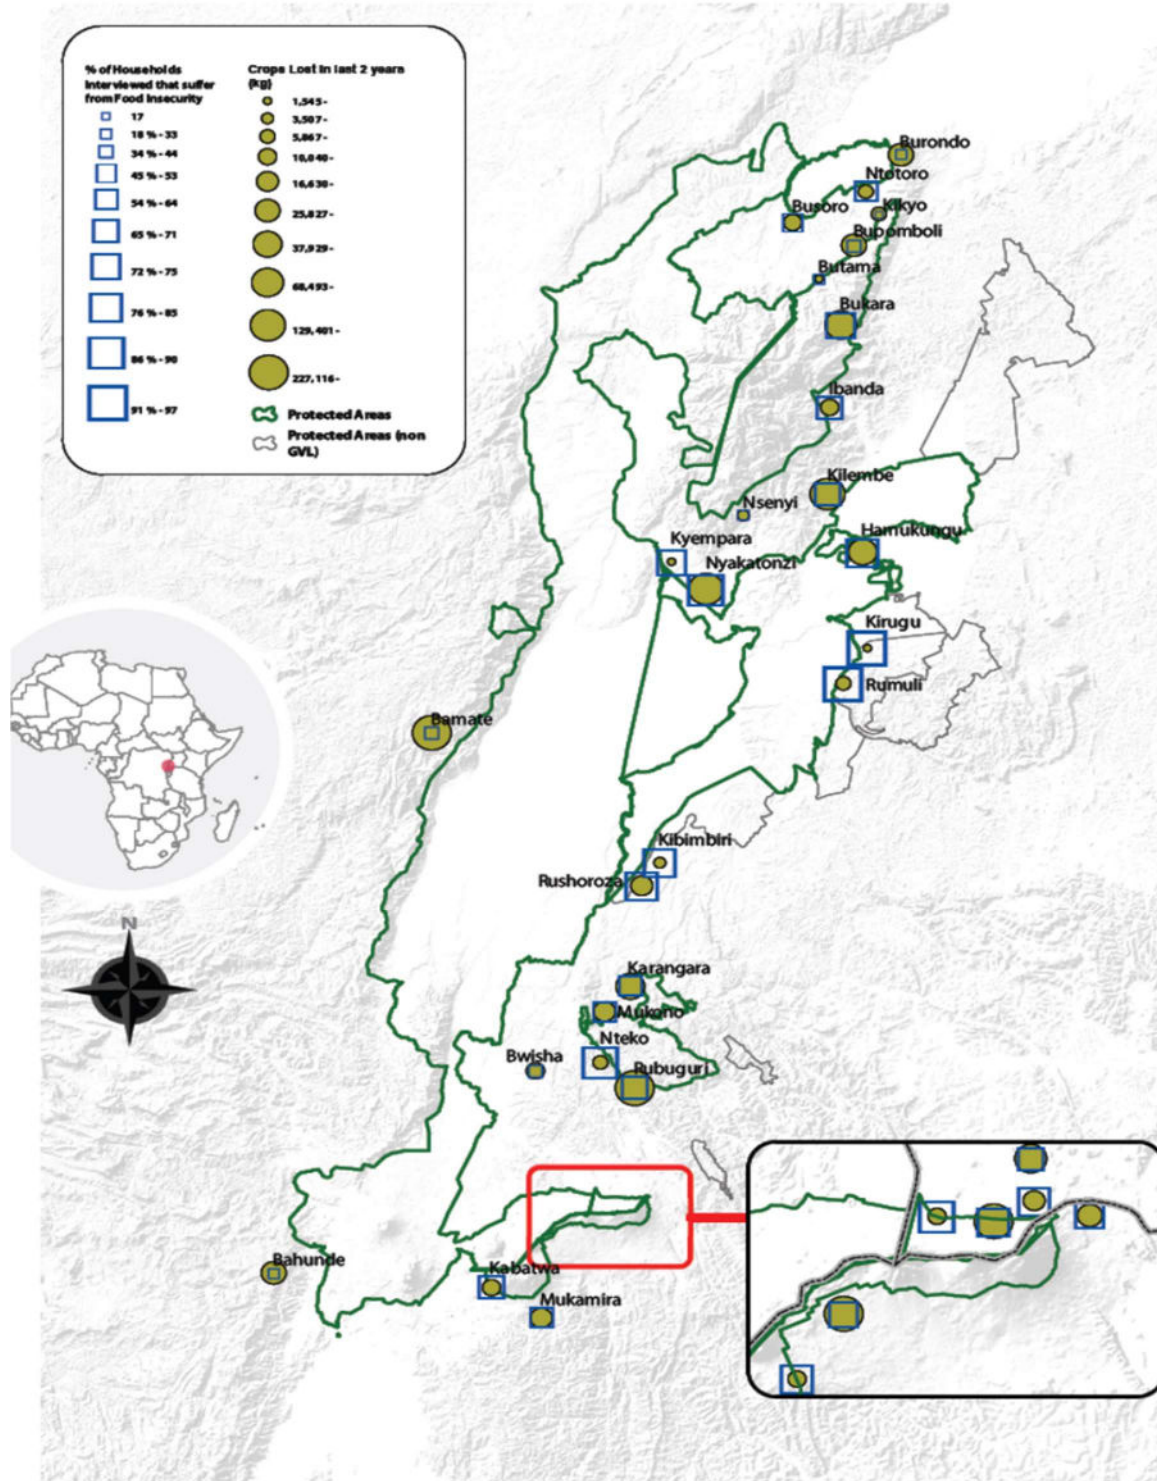 % of Households
Interviewed that suffer
from Food Insecurity
17
18 % - 33
34 % - 44
45 % - 53
54 % - 64
65 % - 71
72 % - 75
76 % - 85
86 % - 90
91 % - 97
Crops Lost in last 2 years
(kg)
1,545 -
3,507 -
5,867 -
10,040 -
16,630 -
25,827 -
37,929 -
68,493 -
129,401 -
227,116 -
Protected Areas
Protected Areas (non
GVL)
Burondo
Ntotoro
Busoro
Kikyo
Bupomboli
Butama
Bukara
Ibanda
Kilembe
Nsenyi
Hamukungu
Kyempara
Nyakatonzi
Kirugu
Rumuli
Bamate
Kibimbiri
Rushoroza
N
Karangara
Mukono
Nteko
Bwisha
Rubuguri
Bahunde
Kabatwa
Mukamira